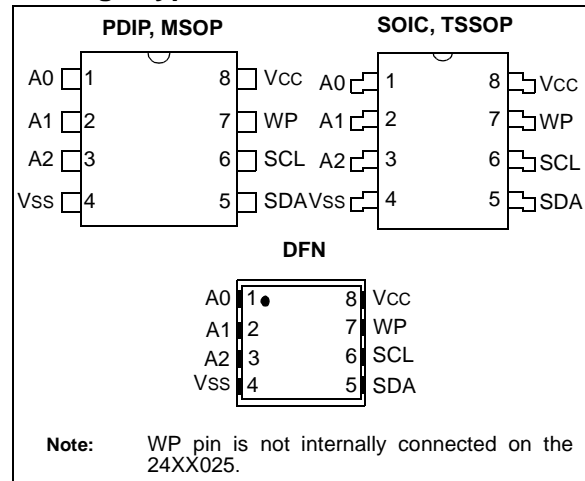 PDIP, MSOP
A0 1 8 VCC
A1 2 7 WP
A2 3 6 SCL
VSS 4 5 SDA
SOIC, TSSOP
A0 1 8 VCC
A1 2 7 WP
A2 3 6 SCL
VSS 4 5 SDA
DFN
A0 1 8 VCC
A1 2 7 WP
A2 3 6 SCL
VSS 4 5 SDA
Note: WP pin is not internally connected on the
24XX025.